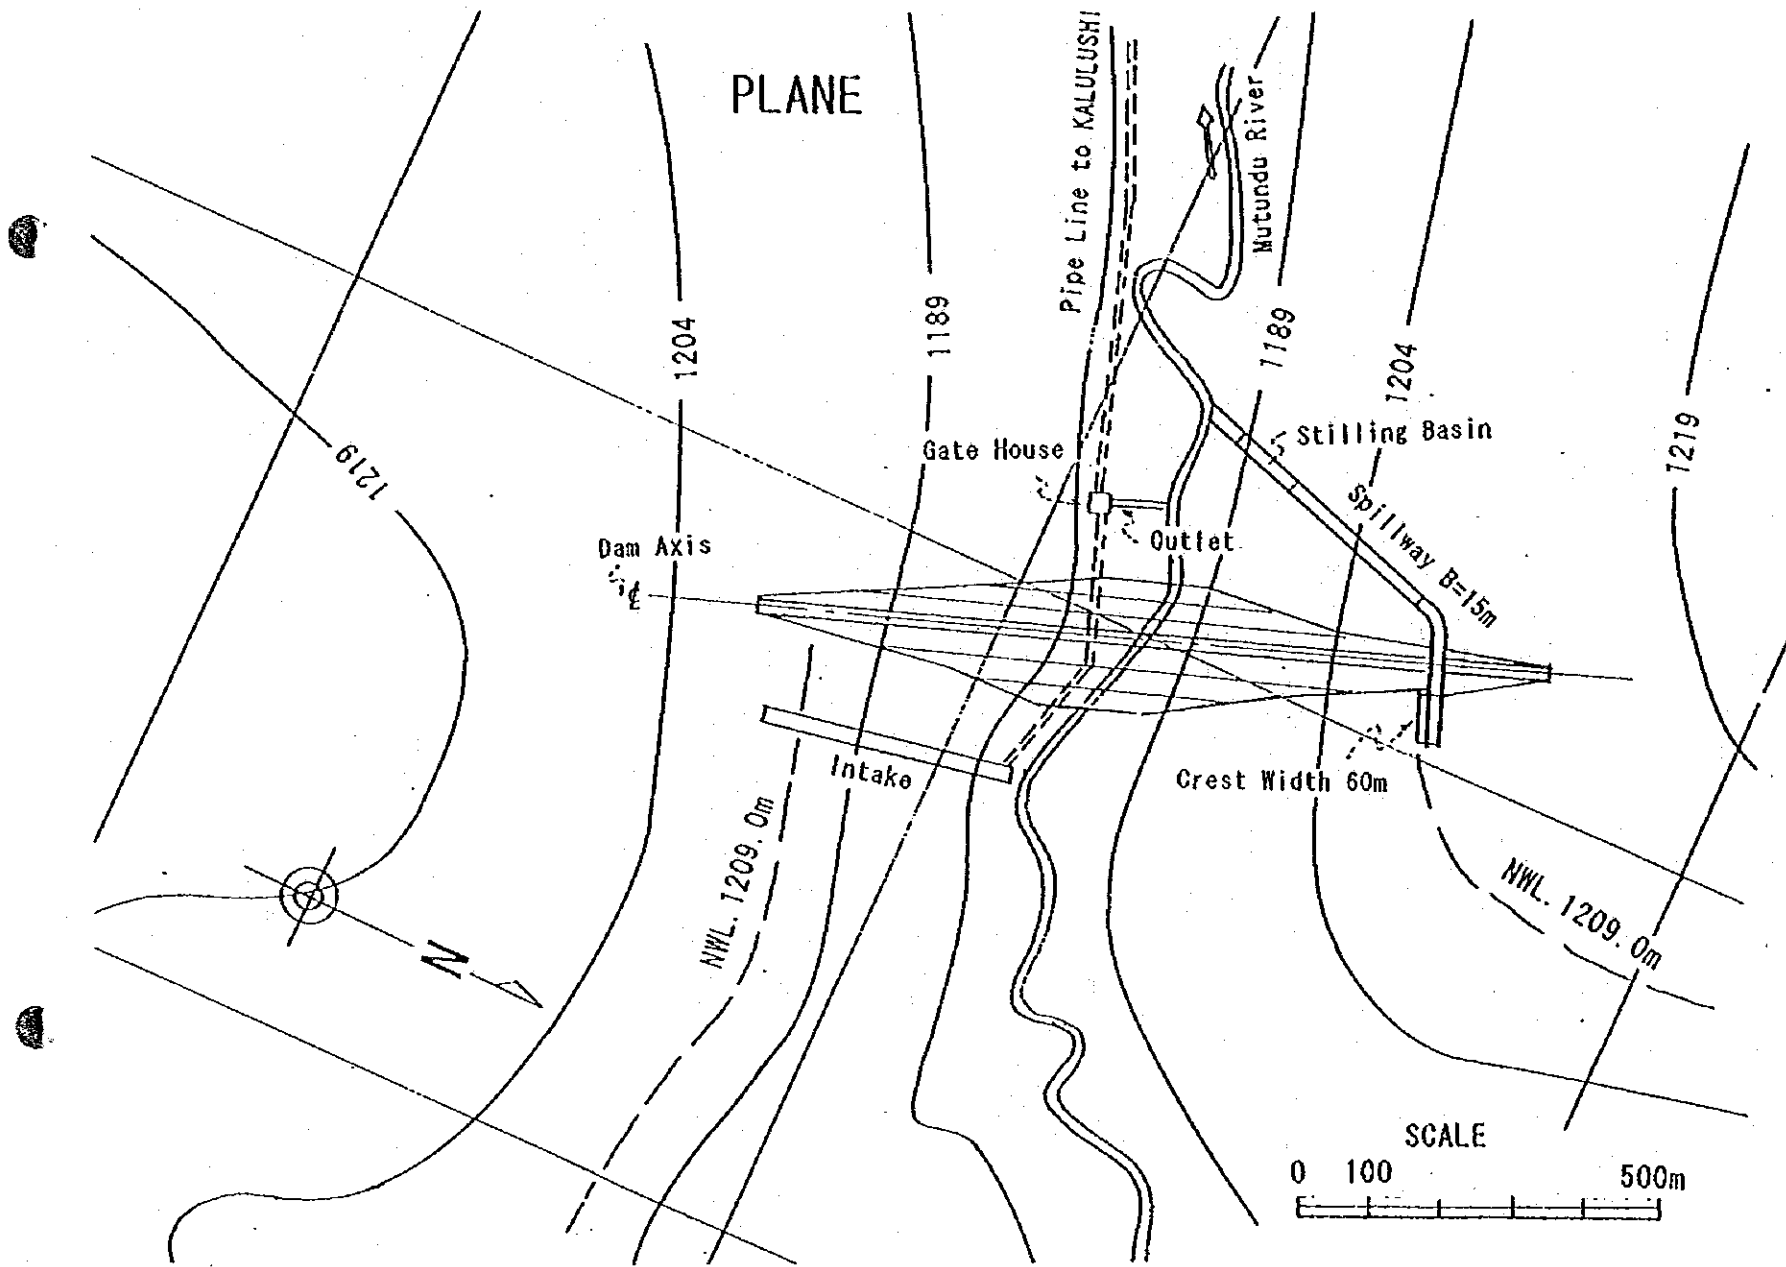 PLANE
Pipe Line to KALULUSHI
Mutundu River
1204
1189
1189
1204
1219
1219
Gate House
Stilling Basin
Spillway B=15m
Outlet
Dam Axis
℄
Intake
Crest Width 60m
NWL. 1209.0m
NWL. 1209.0m
N
SCALE
0 100 500m